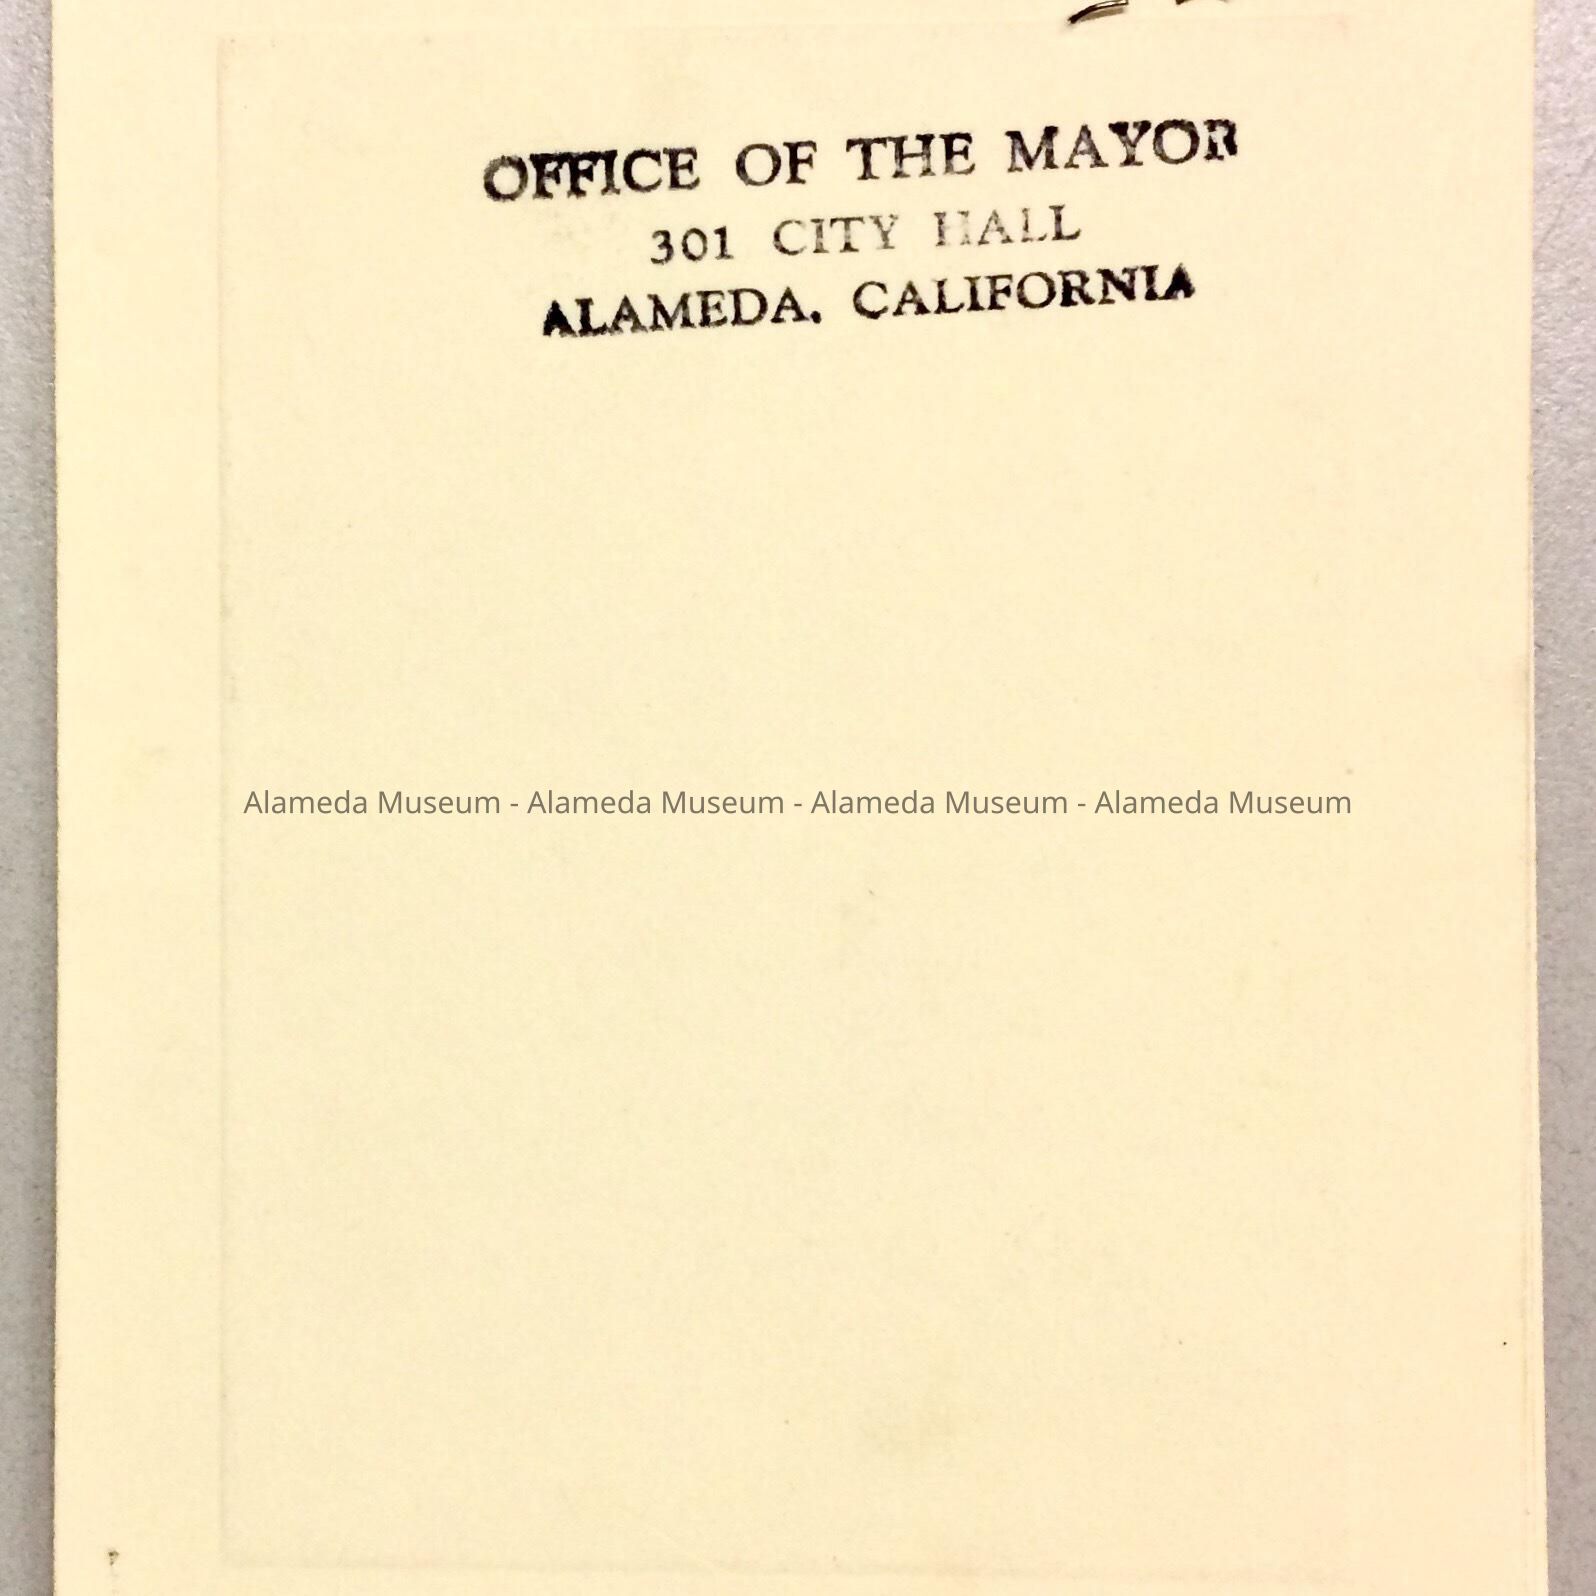 OFFICE OF THE MAYOR
301 CITY HALL
ALAMEDA, CALIFORNIA
Alameda Museum - Alameda Museum - Alameda Museum - Alameda Museum